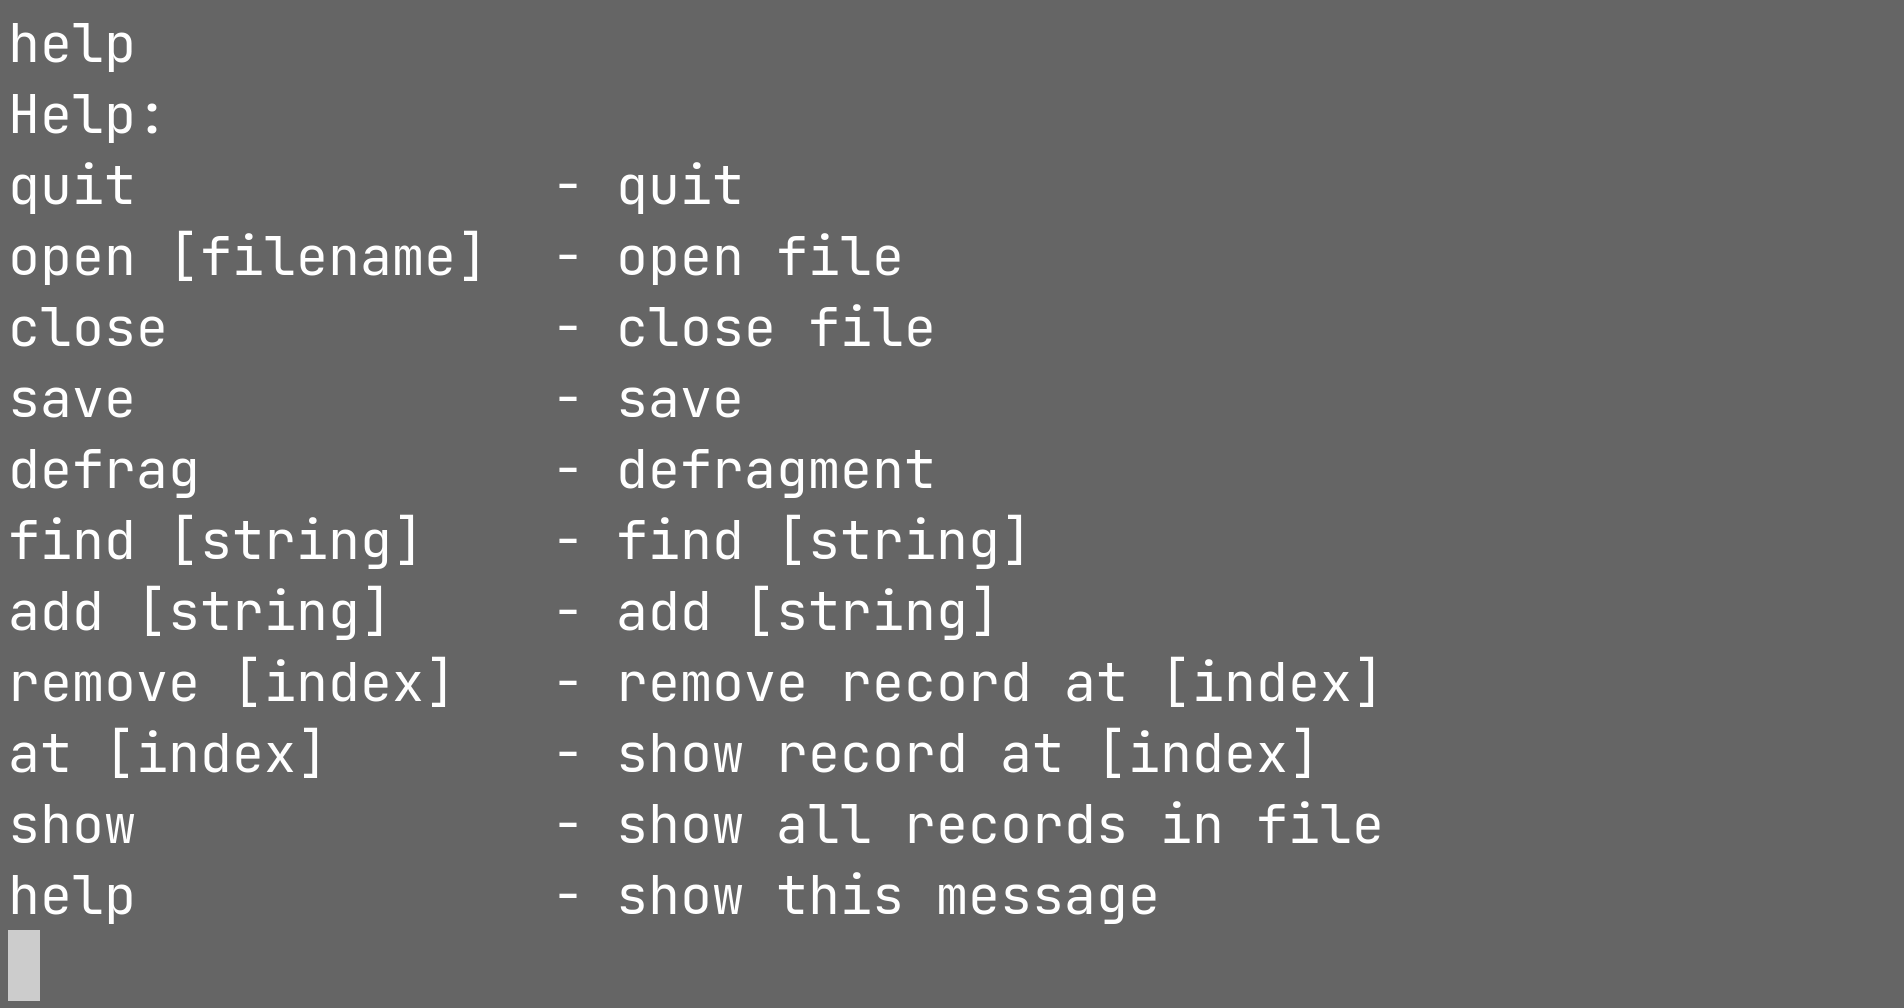 help
Help:
quit             - quit
open [filename]  - open file
close            - close file
save             - save
defrag           - defragment
find [string]    - find [string]
add [string]     - add [string]
remove [index]   - remove record at [index]
at [index]       - show record at [index]
show             - show all records in file
help             - show this message